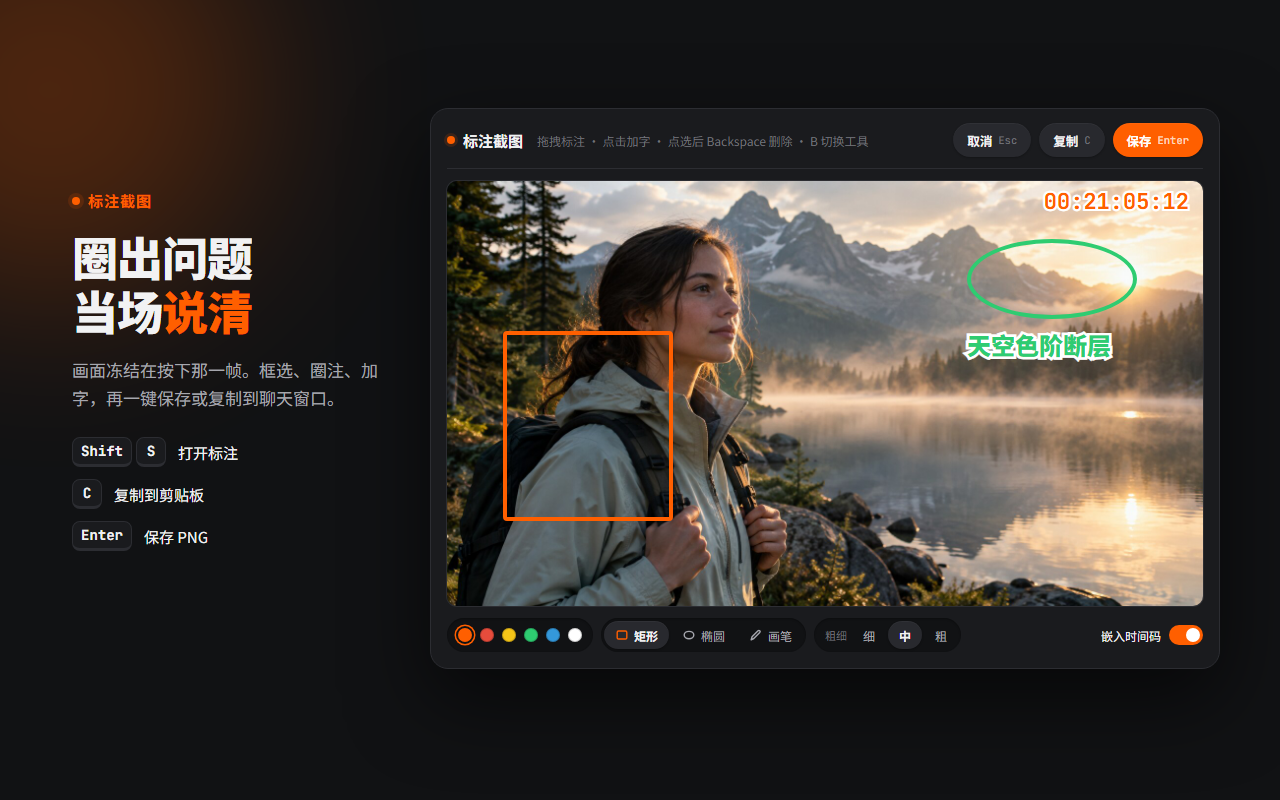 标注截图
圈出问题
当场说清
画面冻结在按下那一帧。框选、圈注、加
字，再一键保存或复制到聊天窗口。
Shift S 打开标注
C 复制到剪贴板
Enter 保存 PNG
标注截图 拖拽标注 · 点击加字 · 点选后 Backspace 删除 · B 切换工具 取消 Esc 复制 C 保存 Enter
00:21:05:12
天空色阶断层
矩形 椭圆 画笔 粗细 细 中 粗 嵌入时间码